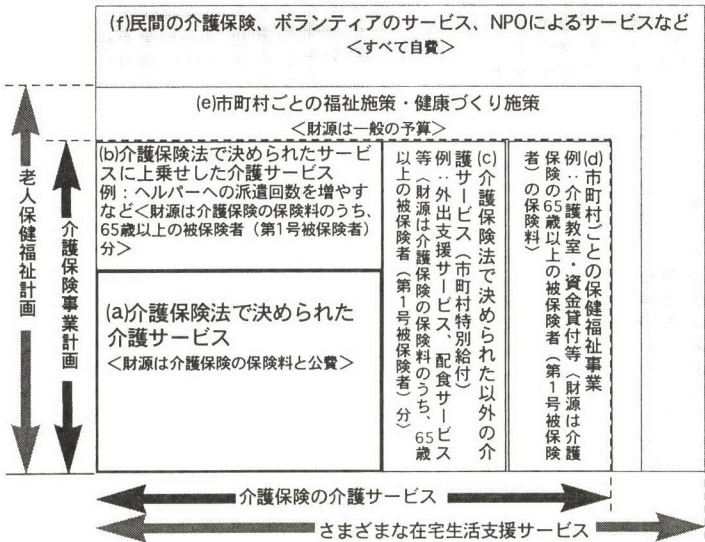 (f)民間の介護保険、ボランティアのサービス、NPOによるサービスなど
<すべて自費>
(e)市町村ごとの福祉施策・健康づくり施策
<財源は一般の予算>
老人保健福祉計画
介護保険事業計画
(b)介護保険法で決められたサービ
スに上乗せした介護サービス
例：ヘルパーへの派遣回数を増やす
など<財源は介護保険の保険料のうち、
65歳以上の被保険者（第1号被保険者）
分>
(a)介護保険法で決められた
介護サービス
<財源は介護保険の保険料と公費>
(c)介護保険法で決められた以外の介
護サービス（市町村特別給付）
例：外出支援サービス、配食サービス
等〈財源は介護保険の保険料のうち、65歳
以上の被保険者（第1号被保険者）分〉
(d)市町村ごとの保健福祉事業
例：介護教室・資金貸付等〈財源は介護
保険の65歳以上の被保険者（第1号被保険
者）の保険料〉
介護保険の介護サービス
さまざまな在宅生活支援サービス